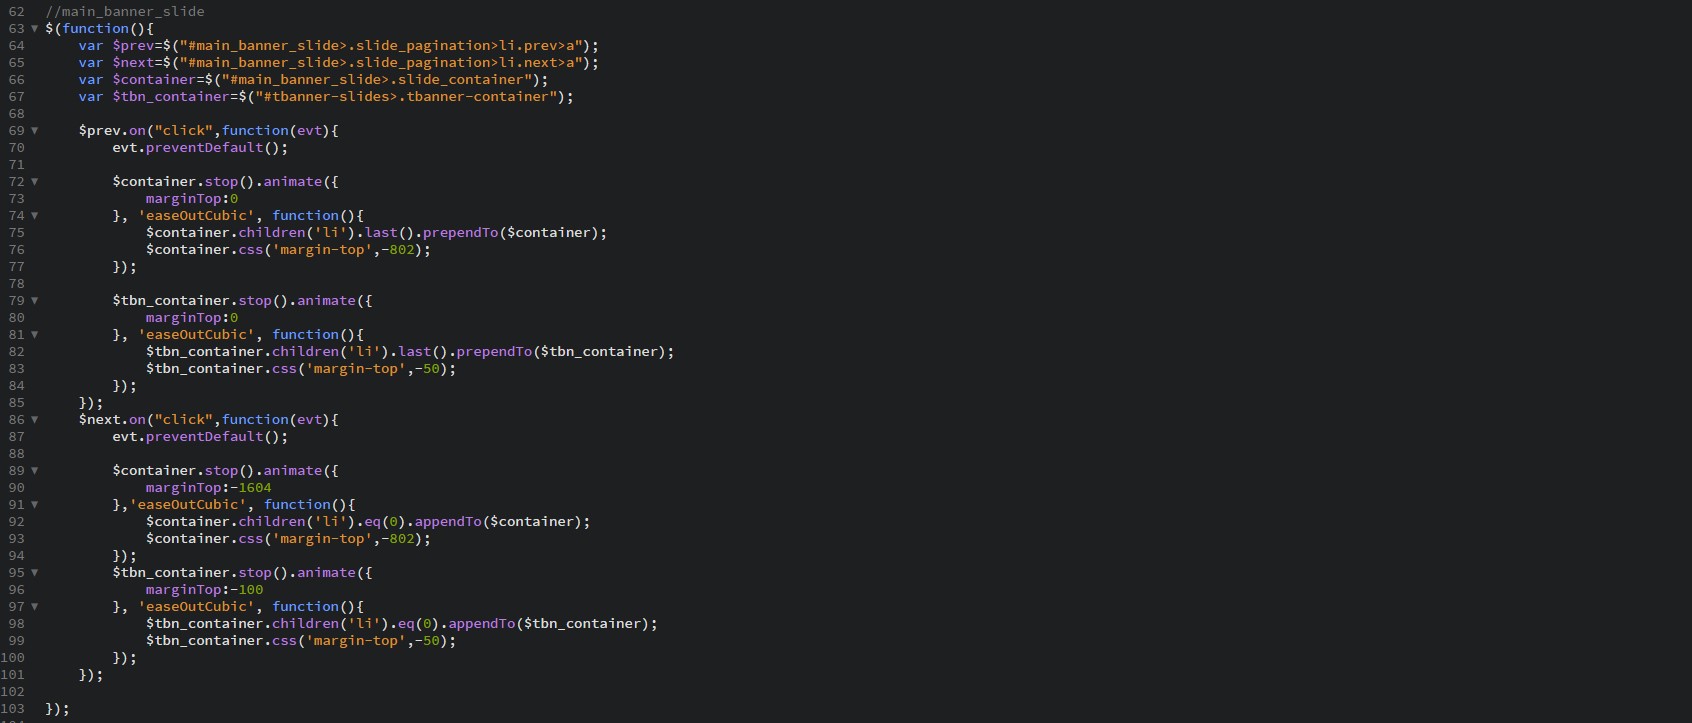 62 //main_banner_slide
63 ▼ $(function(){
64     var $prev=$("#main_banner_slide>.slide_pagination>li.prev>a");
65     var $next=$("#main_banner_slide>.slide_pagination>li.next>a");
66     var $container=$("#main_banner_slide>.slide_container");
67     var $tbn_container=$("#tbanner-slides>.tbanner-container");
68
69 ▼     $prev.on("click",function(evt){
70         evt.preventDefault();
71
72 ▼         $container.stop().animate({
73             marginTop:0
74 ▼         }, 'easeOutCubic', function(){
75             $container.children('li').last().prependTo($container);
76             $container.css('margin-top',-802);
77         });
78
79 ▼         $tbn_container.stop().animate({
80             marginTop:0
81 ▼         }, 'easeOutCubic', function(){
82             $tbn_container.children('li').last().prependTo($tbn_container);
83             $tbn_container.css('margin-top',-50);
84         });
85     });
86 ▼     $next.on("click",function(evt){
87         evt.preventDefault();
88
89 ▼         $container.stop().animate({
90             marginTop:-1604
91 ▼         },'easeOutCubic', function(){
92             $container.children('li').eq(0).appendTo($container);
93             $container.css('margin-top',-802);
94         });
95 ▼         $tbn_container.stop().animate({
96             marginTop:-100
97 ▼         }, 'easeOutCubic', function(){
98             $tbn_container.children('li').eq(0).appendTo($tbn_container);
99             $tbn_container.css('margin-top',-50);
100         });
101     });
102
103 });